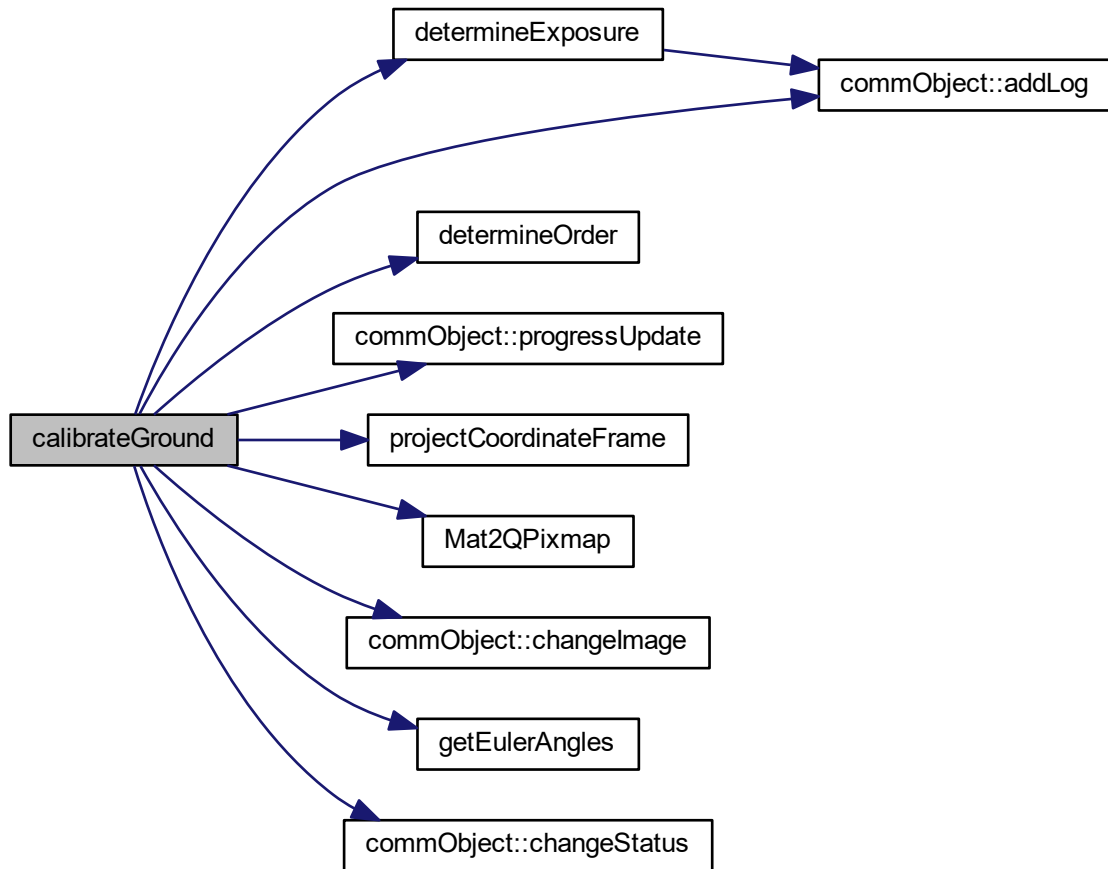 determineExposure
commObject::addLog
determineOrder
commObject::progressUpdate
calibrateGround
projectCoordinateFrame
Mat2QPixmap
commObject::changeImage
getEulerAngles
commObject::changeStatus